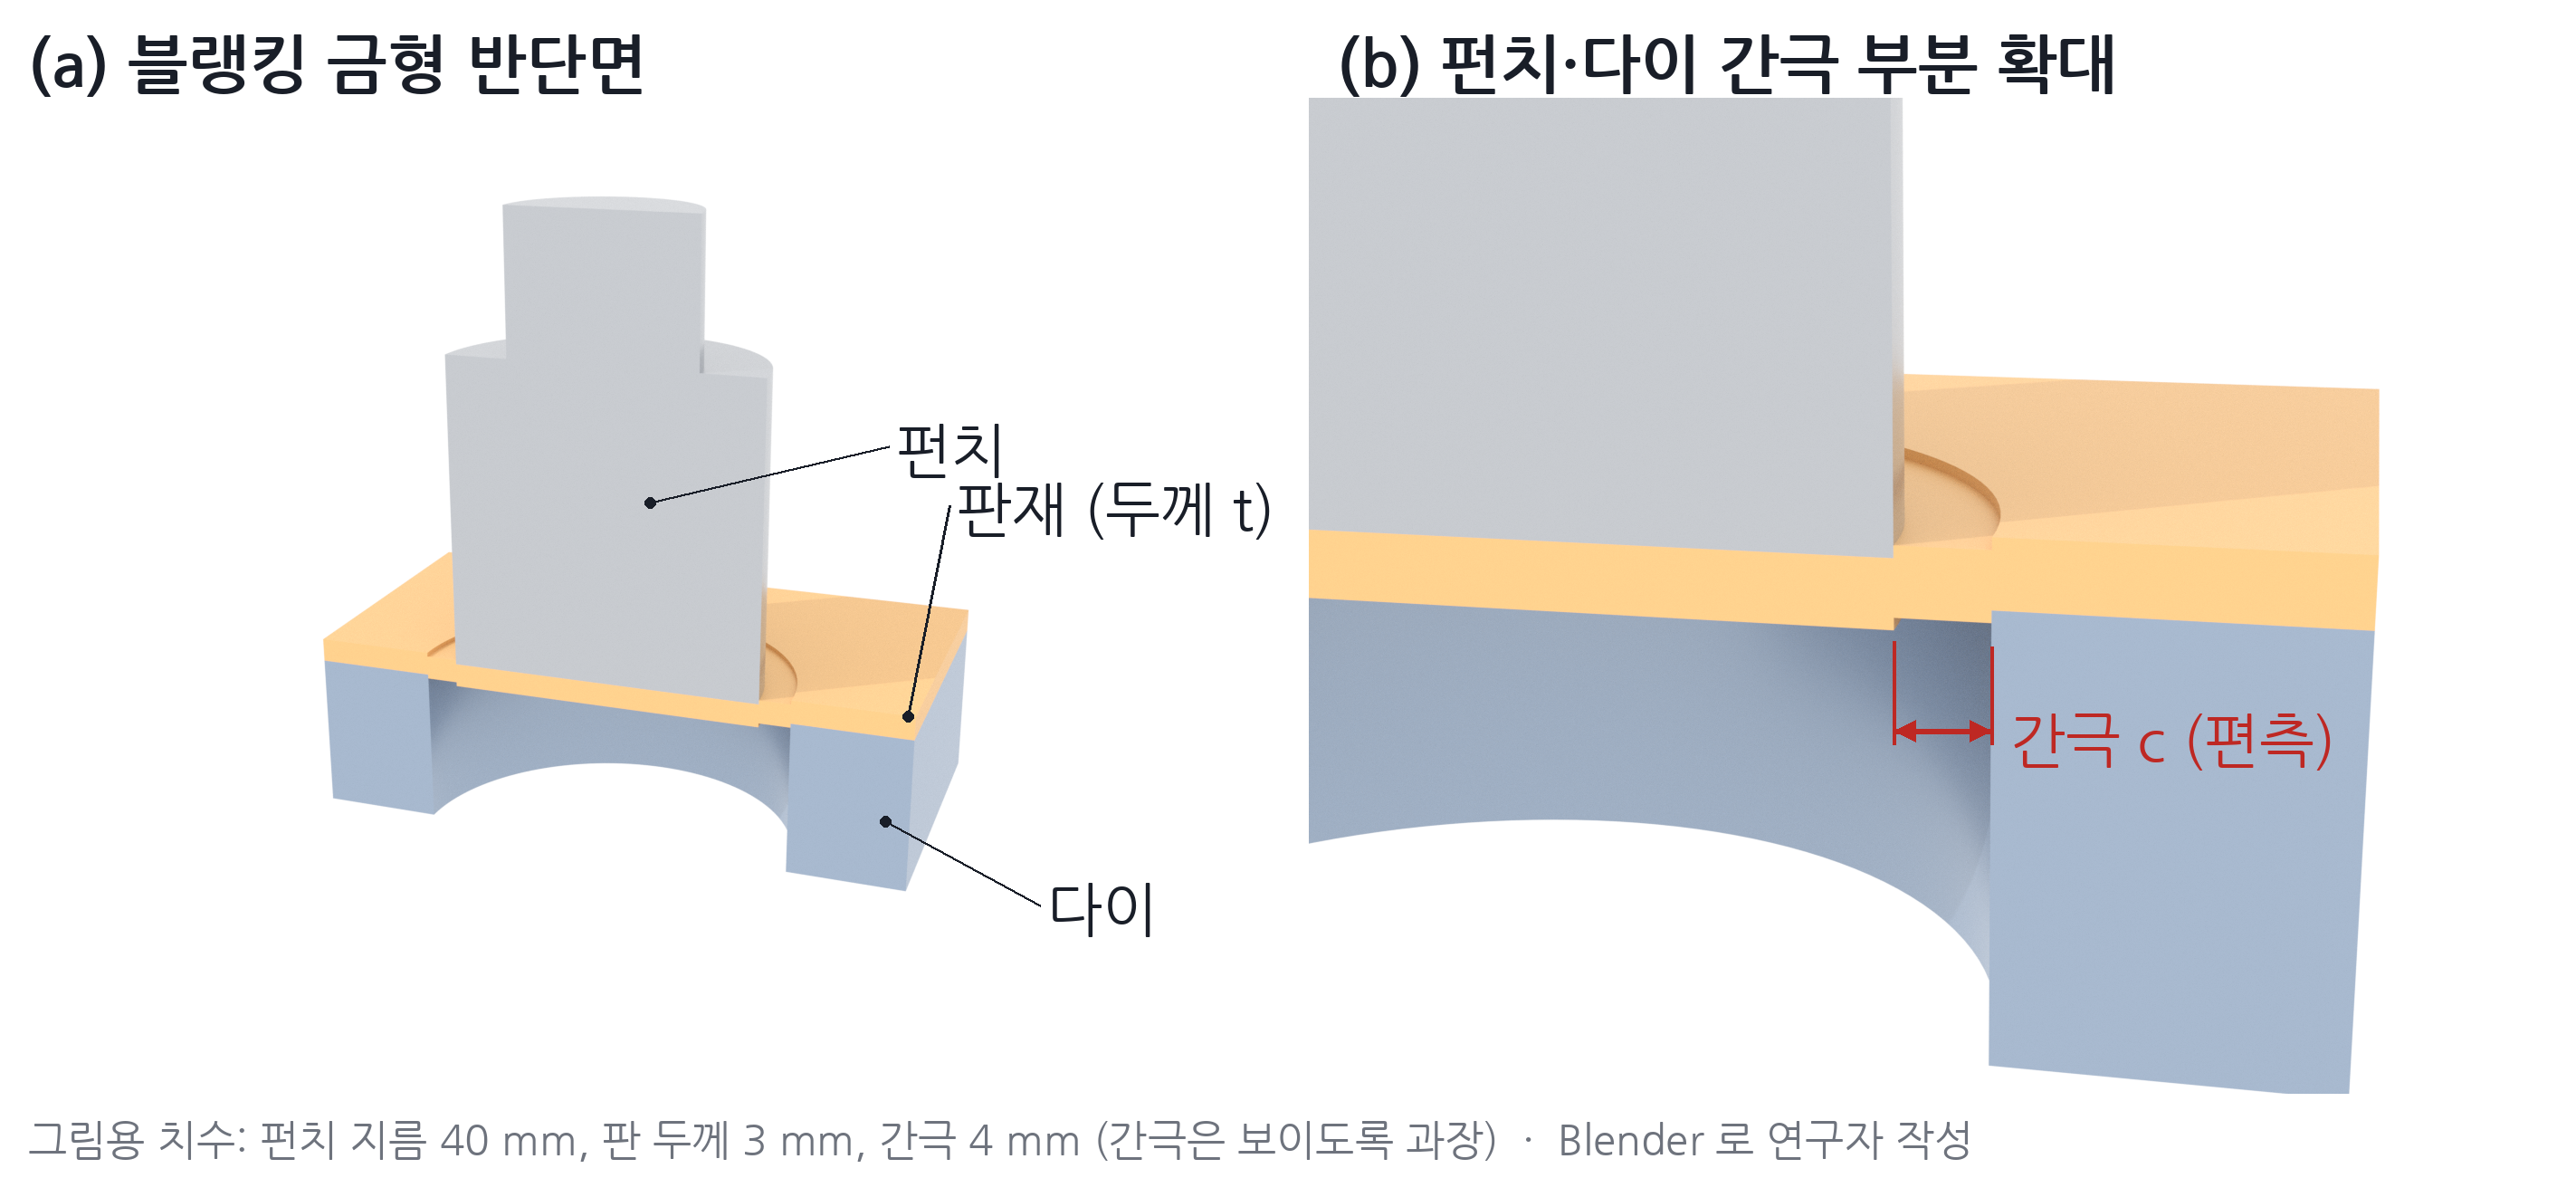 (a) 블랭킹 금형 반단면
(b) 펀치·다이 간극 부분 확대
펀치
판재 (두께 t)
다이
간극 c (편측)
그림용 치수: 펀치 지름 40 mm, 판 두께 3 mm, 간극 4 mm (간극은 보이도록 과장) · Blender 로 연구자 작성